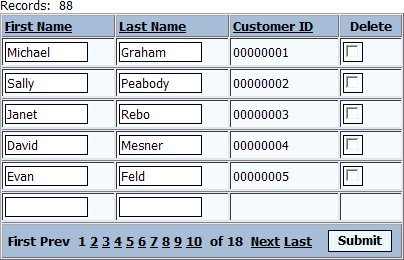 Records: 88
First Name Last Name Customer ID Delete
Michael Graham 00000001
Sally Peabody 00000002
Janet Rebo 00000003
David Mesner 00000004
Evan Feld 00000005
First Prev 1 2 3 4 5 6 7 8 9 10 of 18 Next Last Submit